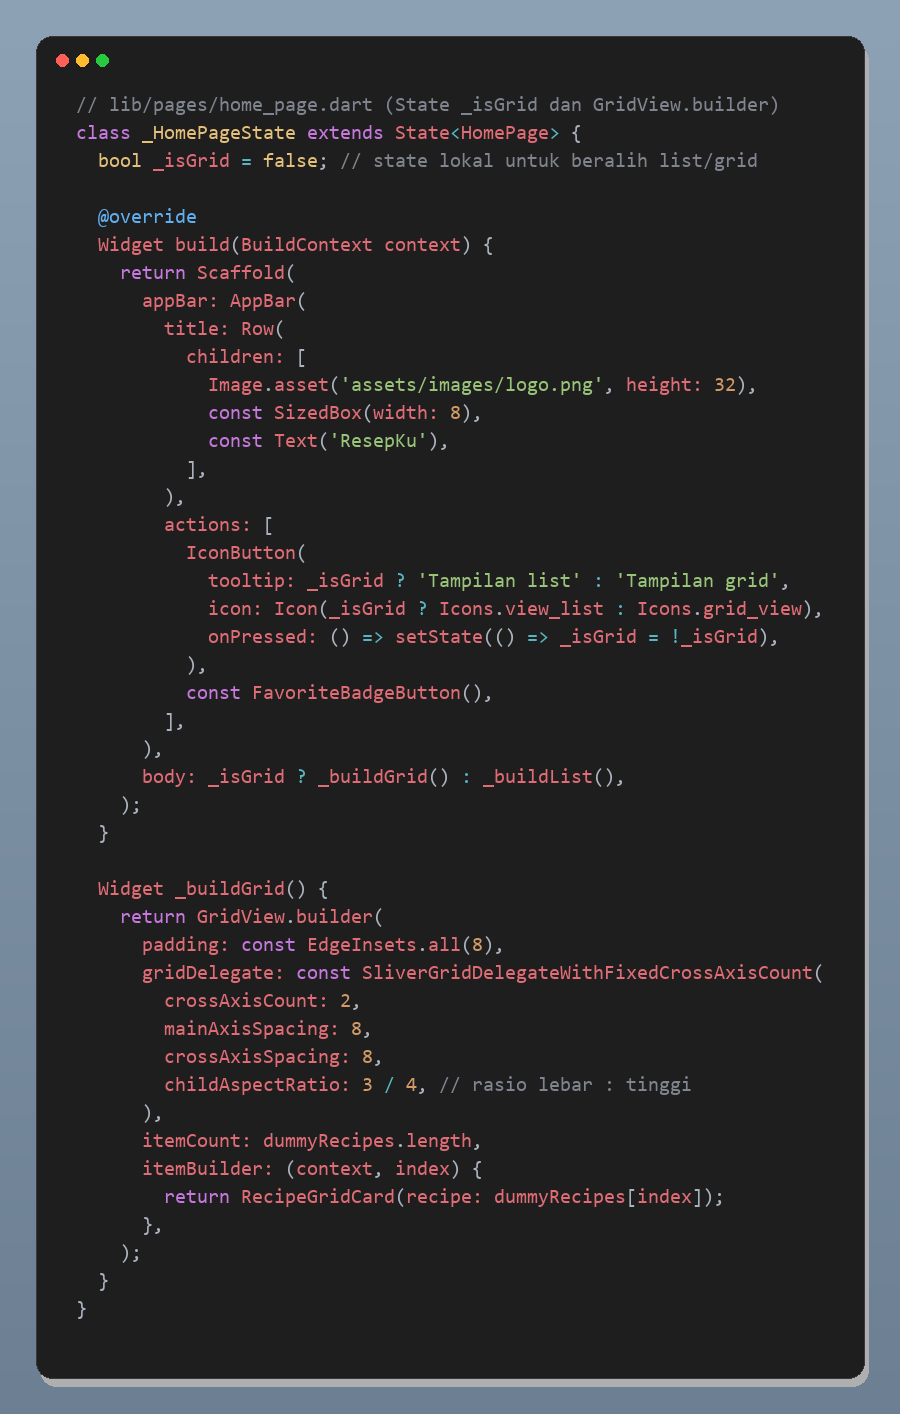 // lib/pages/home_page.dart (State _isGrid dan GridView.builder)
class _HomePageState extends State<HomePage> {
  bool _isGrid = false; // state lokal untuk beralih list/grid

  @override
  Widget build(BuildContext context) {
    return Scaffold(
      appBar: AppBar(
        title: Row(
          children: [
            Image.asset('assets/images/logo.png', height: 32),
            const SizedBox(width: 8),
            const Text('ResepKu'),
          ],
        ),
        actions: [
          IconButton(
            tooltip: _isGrid ? 'Tampilan list' : 'Tampilan grid',
            icon: Icon(_isGrid ? Icons.view_list : Icons.grid_view),
            onPressed: () => setState(() => _isGrid = !_isGrid),
          ),
          const FavoriteBadgeButton(),
        ],
      ),
      body: _isGrid ? _buildGrid() : _buildList(),
    );
  }

  Widget _buildGrid() {
    return GridView.builder(
      padding: const EdgeInsets.all(8),
      gridDelegate: const SliverGridDelegateWithFixedCrossAxisCount(
        crossAxisCount: 2,
        mainAxisSpacing: 8,
        crossAxisSpacing: 8,
        childAspectRatio: 3 / 4, // rasio lebar : tinggi
      ),
      itemCount: dummyRecipes.length,
      itemBuilder: (context, index) {
        return RecipeGridCard(recipe: dummyRecipes[index]);
      },
    );
  }
}